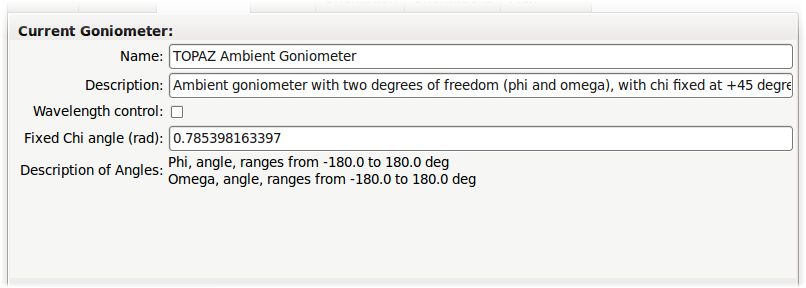 Current Goniometer:
Name: TOPAZ Ambient Goniometer
Description: Ambient goniometer with two degrees of freedom (phi and omega), with chi fixed at +45 degre
Wavelength control:
Fixed Chi angle (rad): 0.785398163397
Description of Angles: Phi, angle, ranges from -180.0 to 180.0 deg
Omega, angle, ranges from -180.0 to 180.0 deg